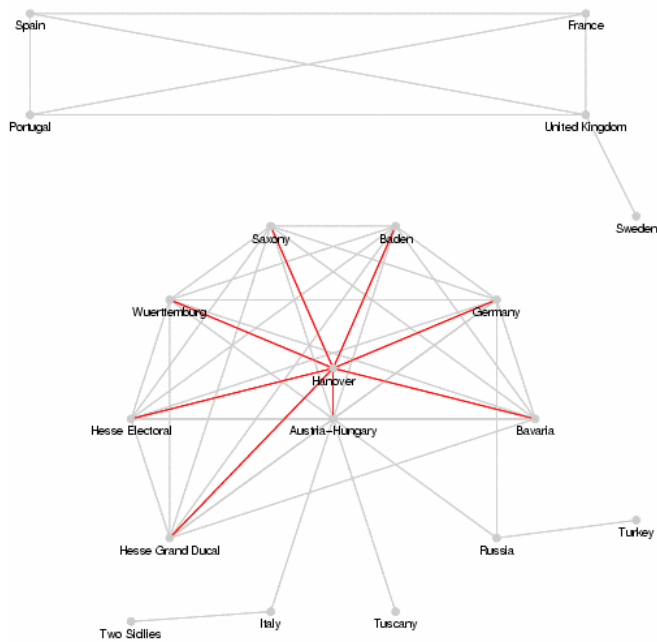 Spain
France
Portugal
United Kingdom
Sweden
Saxony
Baden
Wuerttemburg
Germany
Hanover
Hesse Electoral
Austria-Hungary
Bavaria
Hesse Grand Ducal
Russia
Turkey
Two Sicilies
Italy
Tuscany